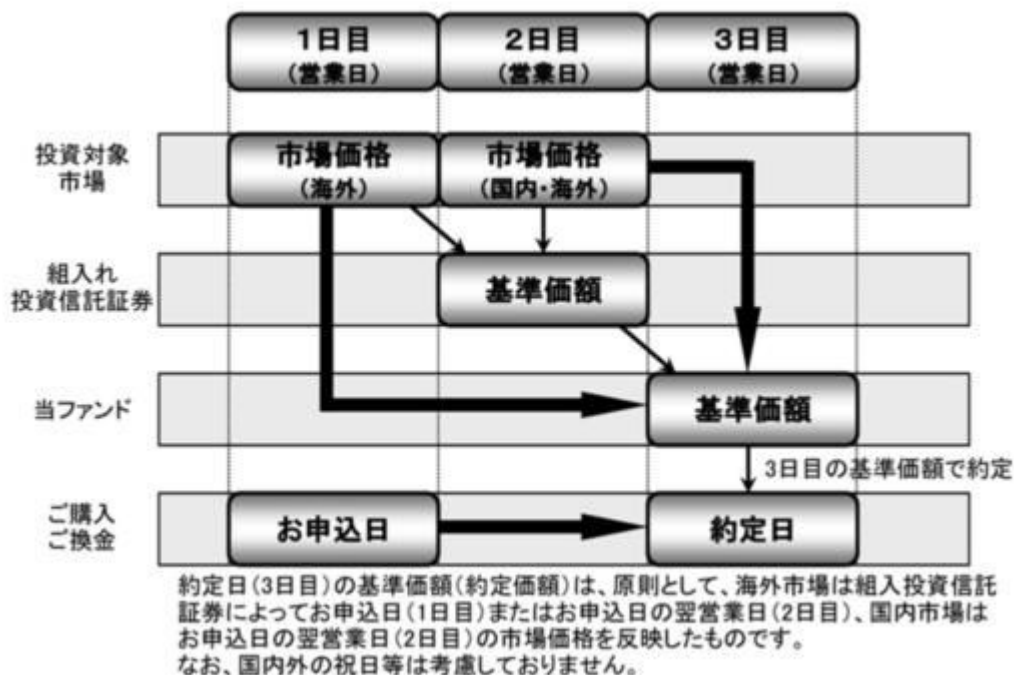 1日目
(営業日)
2日目
(営業日)
3日目
(営業日)
投資対象
市場
市場価格
(海外)
市場価格
(国内・海外)
組入れ
投資信託証券
基準価額
当ファンド
基準価額
3日目の基準価額で約定
ご購入
ご換金
お申込日
約定日
約定日(3日目)の基準価額(約定価額)は、原則として、海外市場は組入投資信託
証券によってお申込日(1日目)またはお申込日の翌営業日(2日目)、国内市場は
お申込日の翌営業日(2日目)の市場価格を反映したものです。
なお、国内外の祝日等は考慮しておりません。